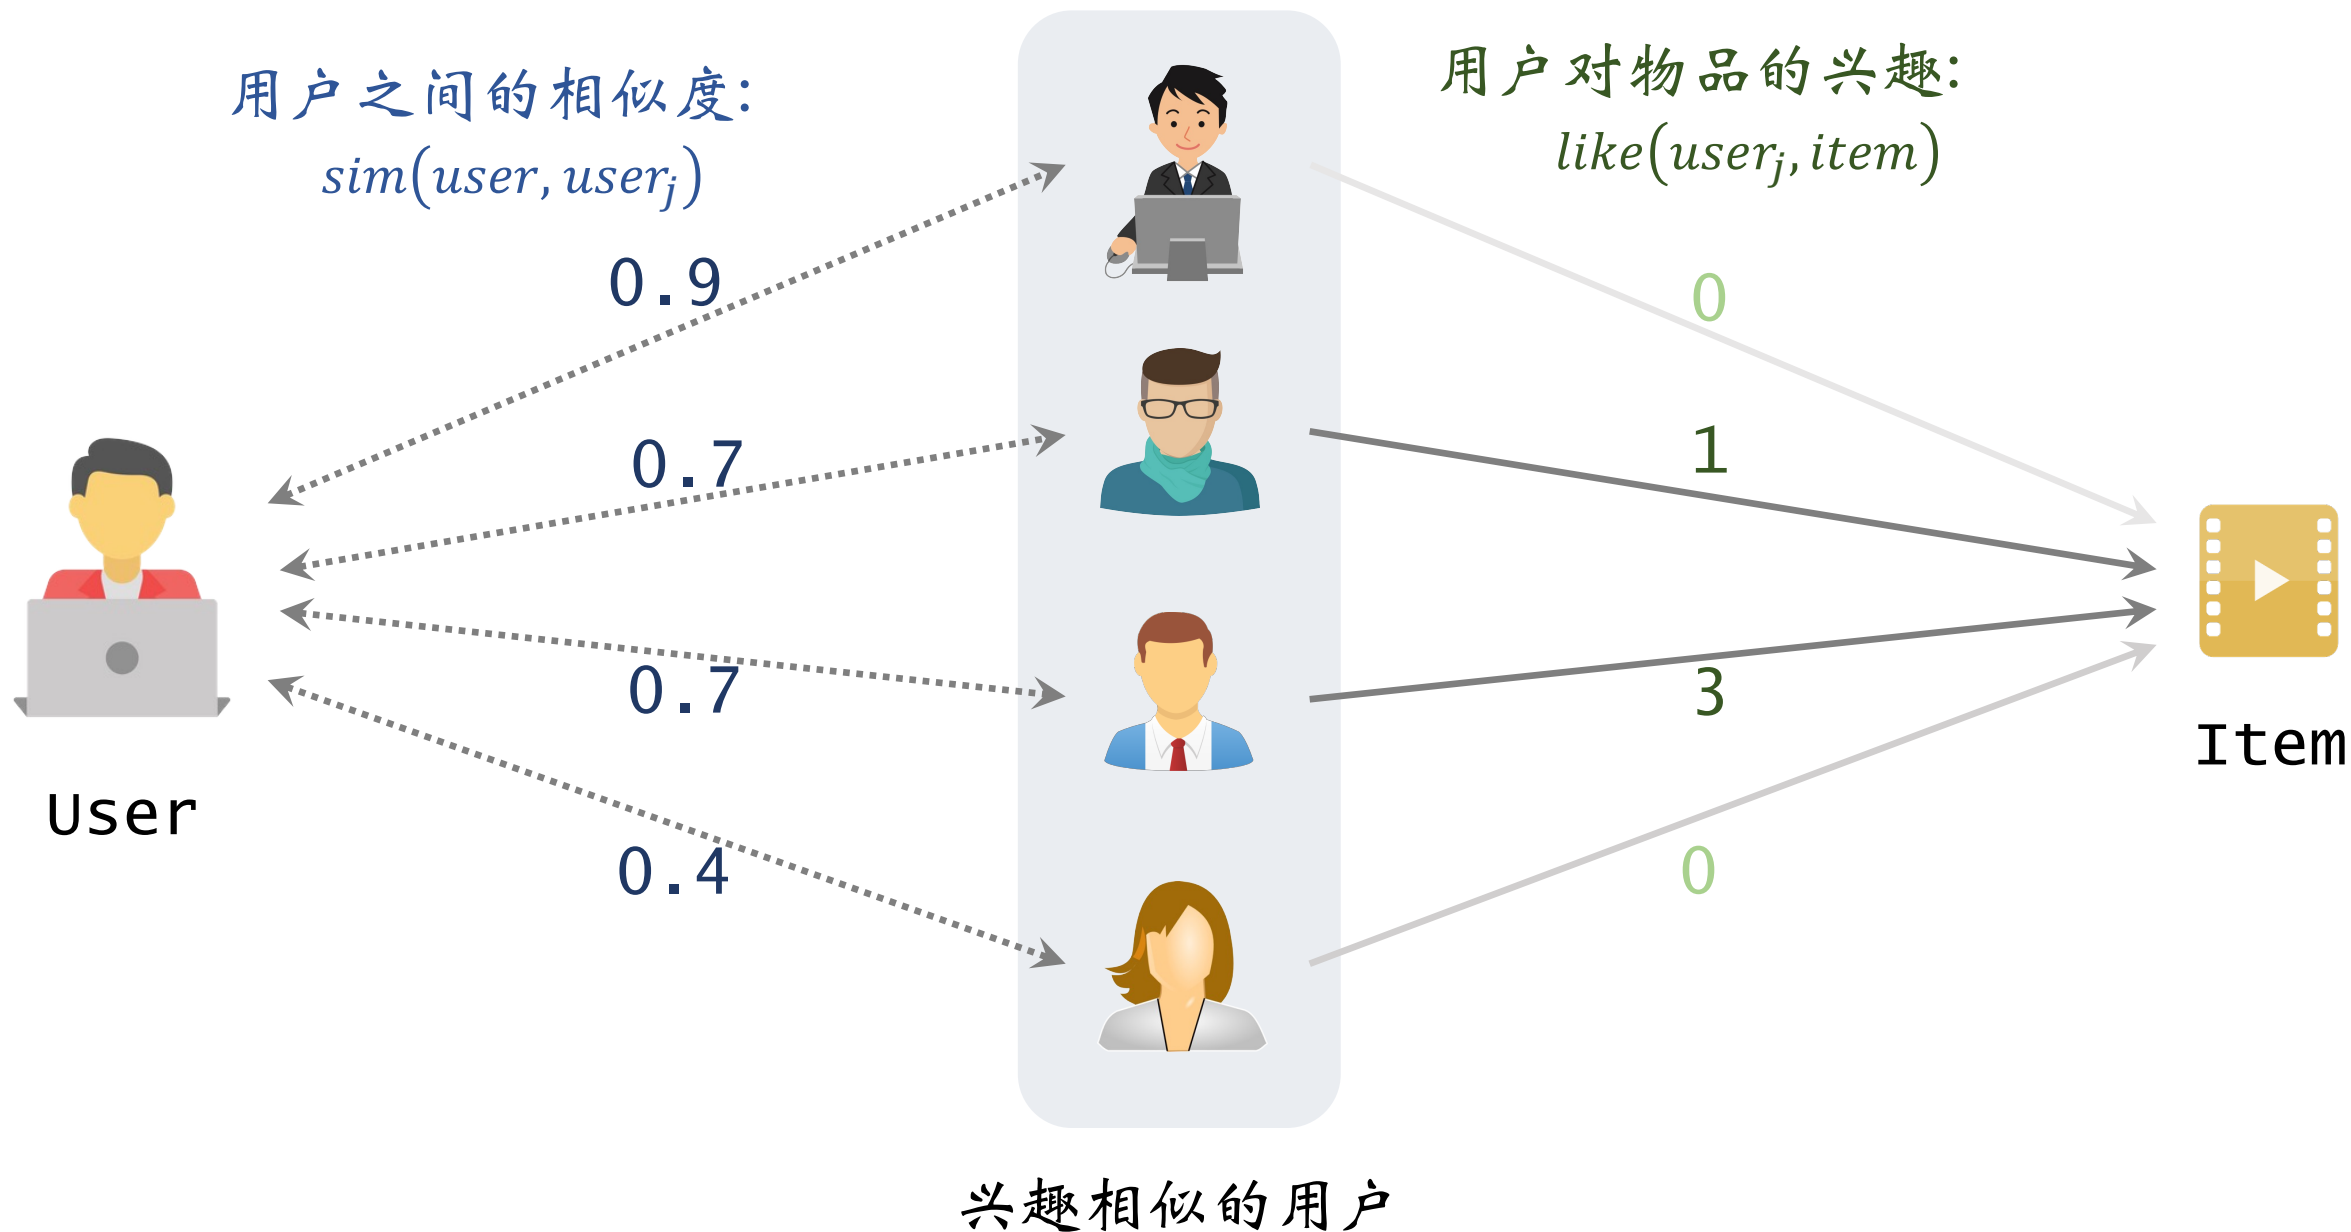 用户之间的相似度:
sim(user, user_j)
用户对物品的兴趣:
like(user_j, item)
0.9
0
0.7
1
0.7
3
0.4
0
User
Item
兴趣相似的用户